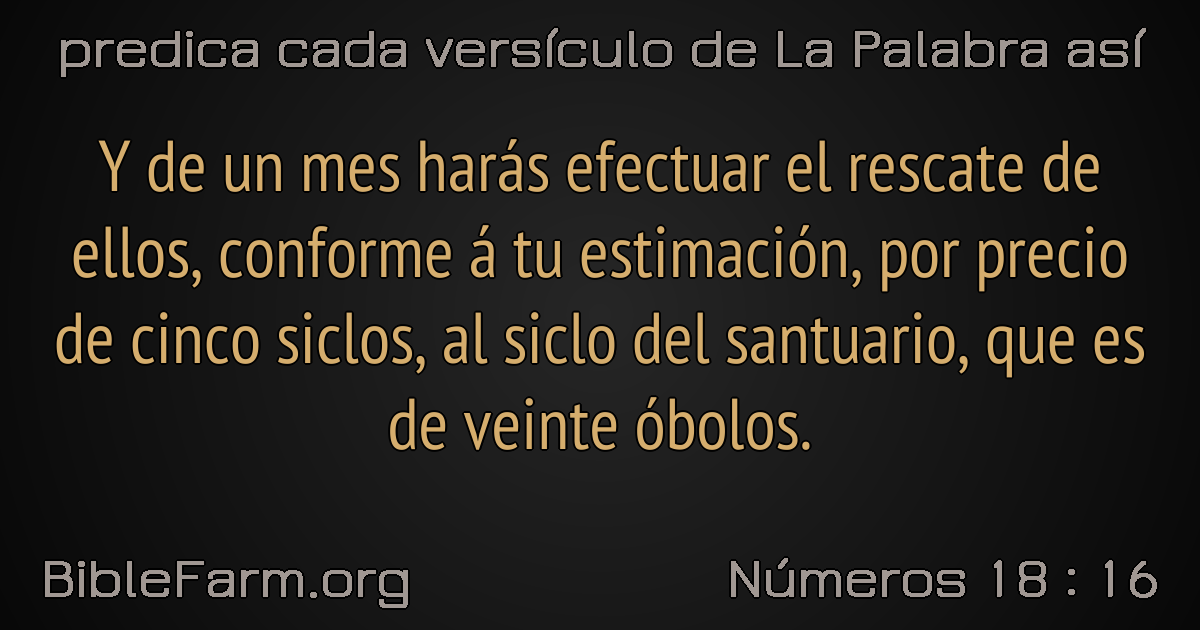 predica cada versículo de La Palabra así
Y de un mes harás efectuar el rescate de
ellos, conforme á tu estimación, por precio
de cinco siclos, al siclo del santuario, que es
de veinte óbolos.
BibleFarm.org
Números 18 : 16